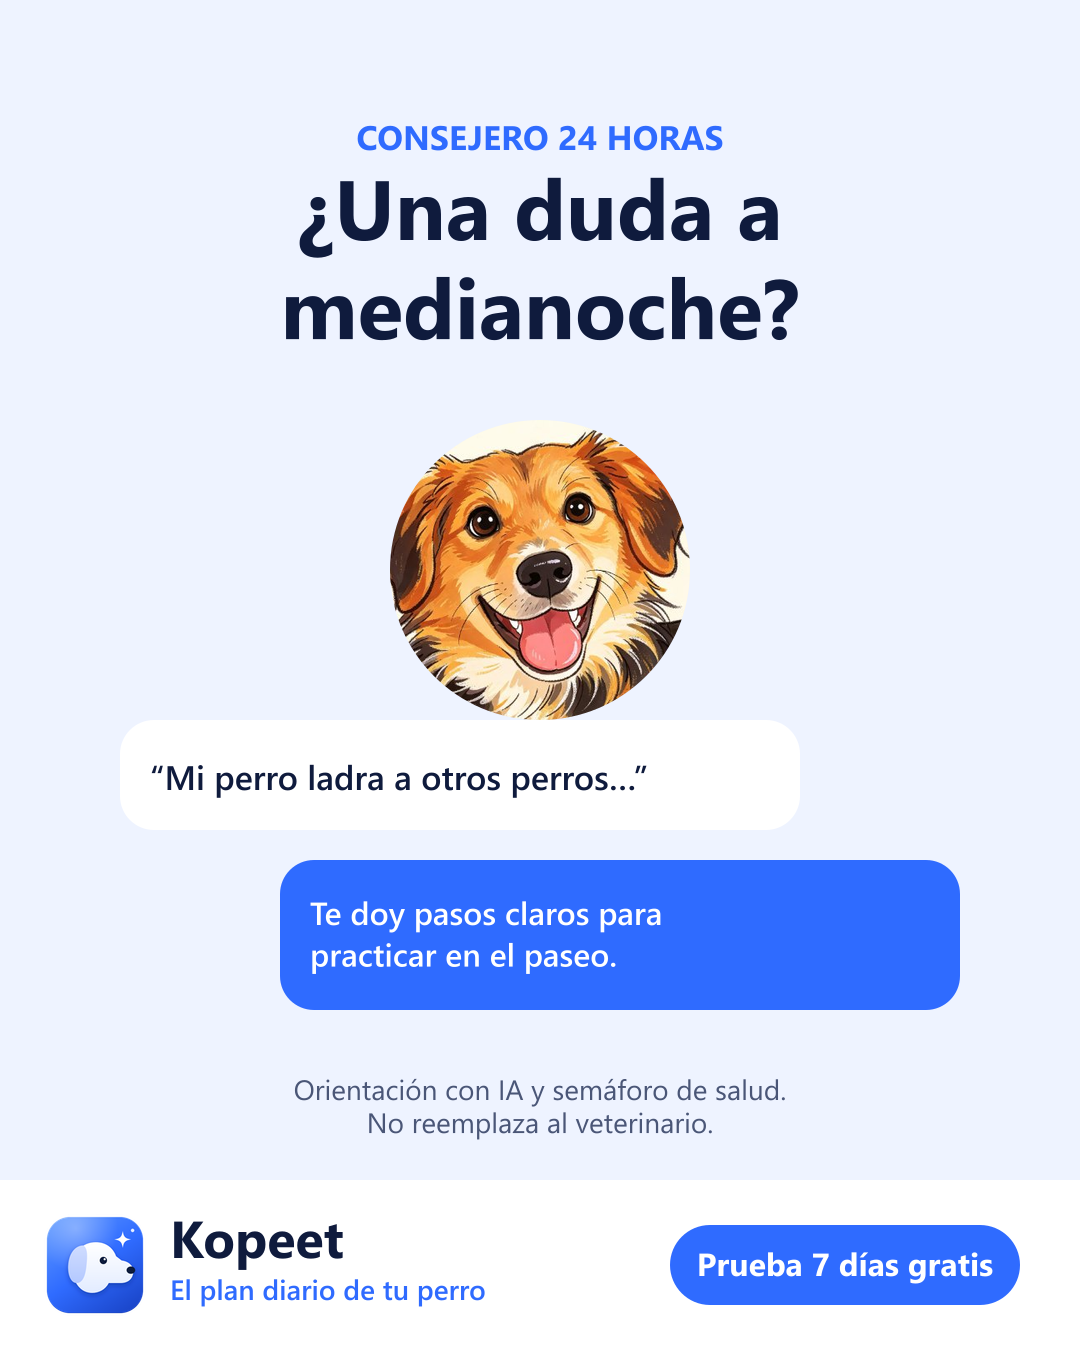 CONSEJERO 24 HORAS
¿Una duda a
medianoche?
“Mi perro ladra a otros perros...”
Te doy pasos claros para
practicar en el paseo.
Orientación con IA y semáforo de salud.
No reemplaza al veterinario.
Kopeet
El plan diario de tu perro
Prueba 7 días gratis